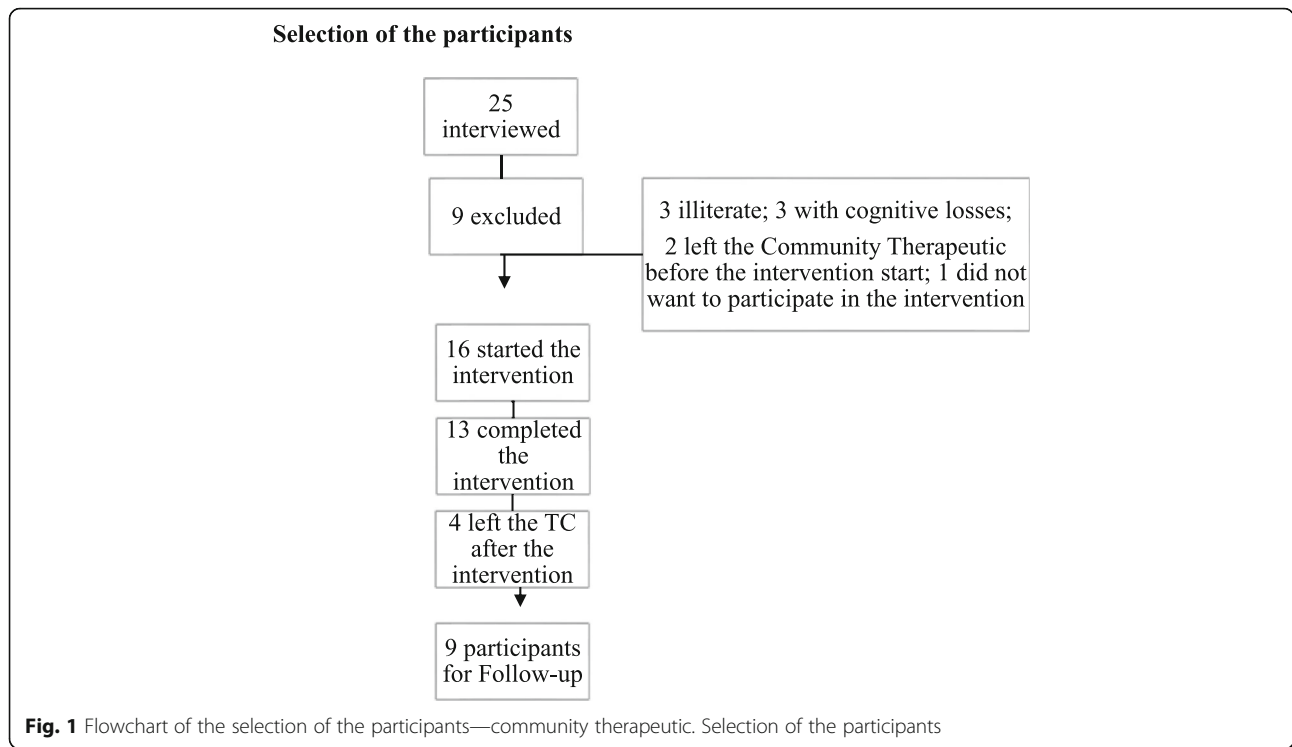 Selection of the participants
25
interviewed
9 excluded
3 illiterate; 3 with cognitive losses;
2 left the Community Therapeutic
before the intervention start; 1 did not
want to participate in the intervention
16 started the
intervention
13 completed
the
intervention
4 left the TC
after the
intervention
9 participants
for Follow-up
Fig. 1 Flowchart of the selection of the participants—community therapeutic. Selection of the participants